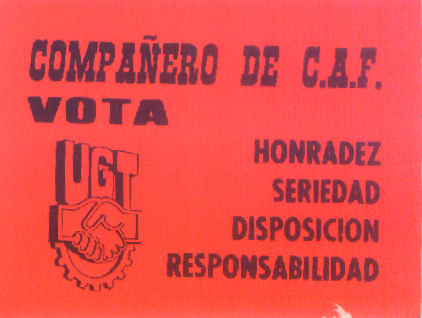 COMPAÑERO DE C.A.F.
VOTA
UGT
HONRADEZ
SERIEDAD
DISPOSICION
RESPONSABILIDAD